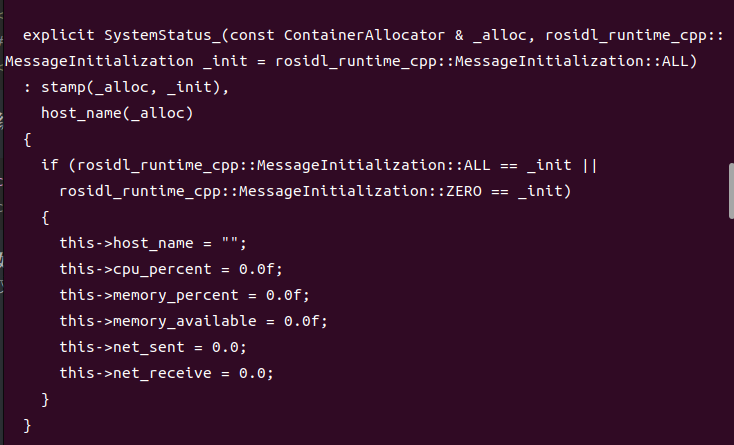 explicit SystemStatus_(const ContainerAllocator & _alloc, rosidl_runtime_cpp::
MessageInitialization _init = rosidl_runtime_cpp::MessageInitialization::ALL)
: stamp(_alloc, _init),
host_name(_alloc)
{
if (rosidl_runtime_cpp::MessageInitialization::ALL == _init ||
rosidl_runtime_cpp::MessageInitialization::ZERO == _init)
{
this->host_name = "";
this->cpu_percent = 0.0f;
this->memory_percent = 0.0f;
this->memory_available = 0.0f;
this->net_sent = 0.0;
this->net_receive = 0.0;
}
}